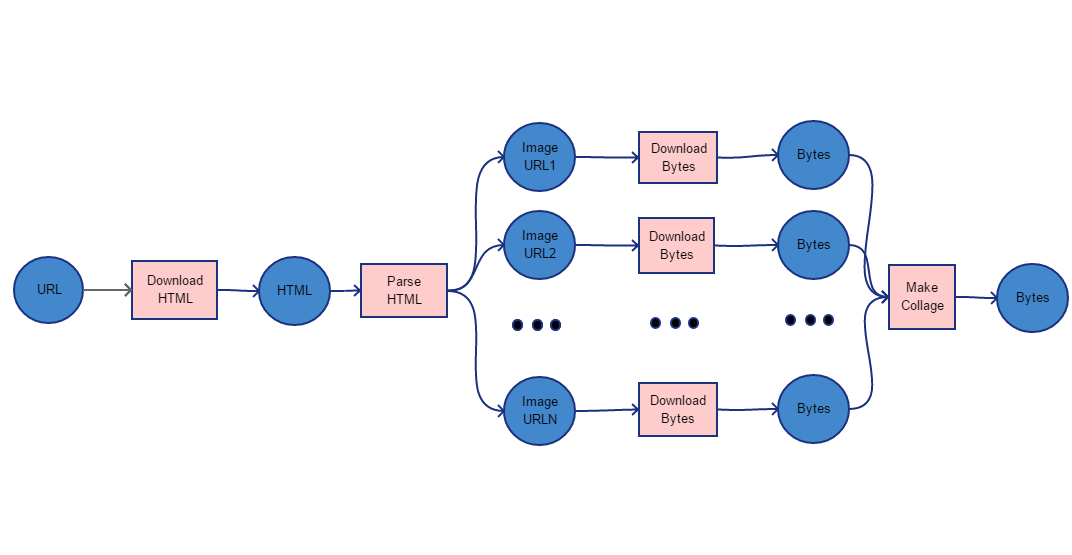 URL
Download
HTML
HTML
Parse
HTML
Image
URL1
Download
Bytes
Bytes
Image
URL2
Download
Bytes
Bytes
Image
URLN
Download
Bytes
Bytes
Make
Collage
Bytes